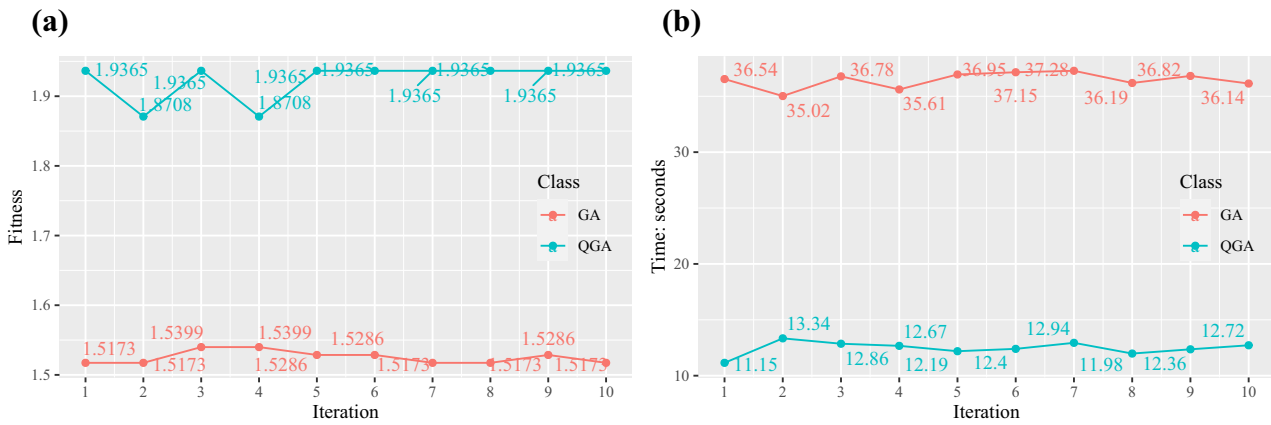 (a)
(b)
1.9365 1.9365 1.9365 1.9365 1.9365
1.9365 1.9365 1.9365
1.8708 1.8708
1.9
1.8
1.7
1.6
1.5
Fitness
Class
GA
QGA
1.5399 1.5399 1.5286 1.5286
1.5173 1.5173 1.5286 1.5173 1.5173 1.5173
1 2 3 4 5 6 7 8 9 10
Iteration
36.54 36.78 36.95 37.28 36.82
35.02 35.61 37.15 36.19 36.14
30
20
10
Time: seconds
Class
GA
QGA
13.34 12.67 12.94 12.72
11.15 12.86 12.19 12.4 11.98 12.36
1 2 3 4 5 6 7 8 9 10
Iteration